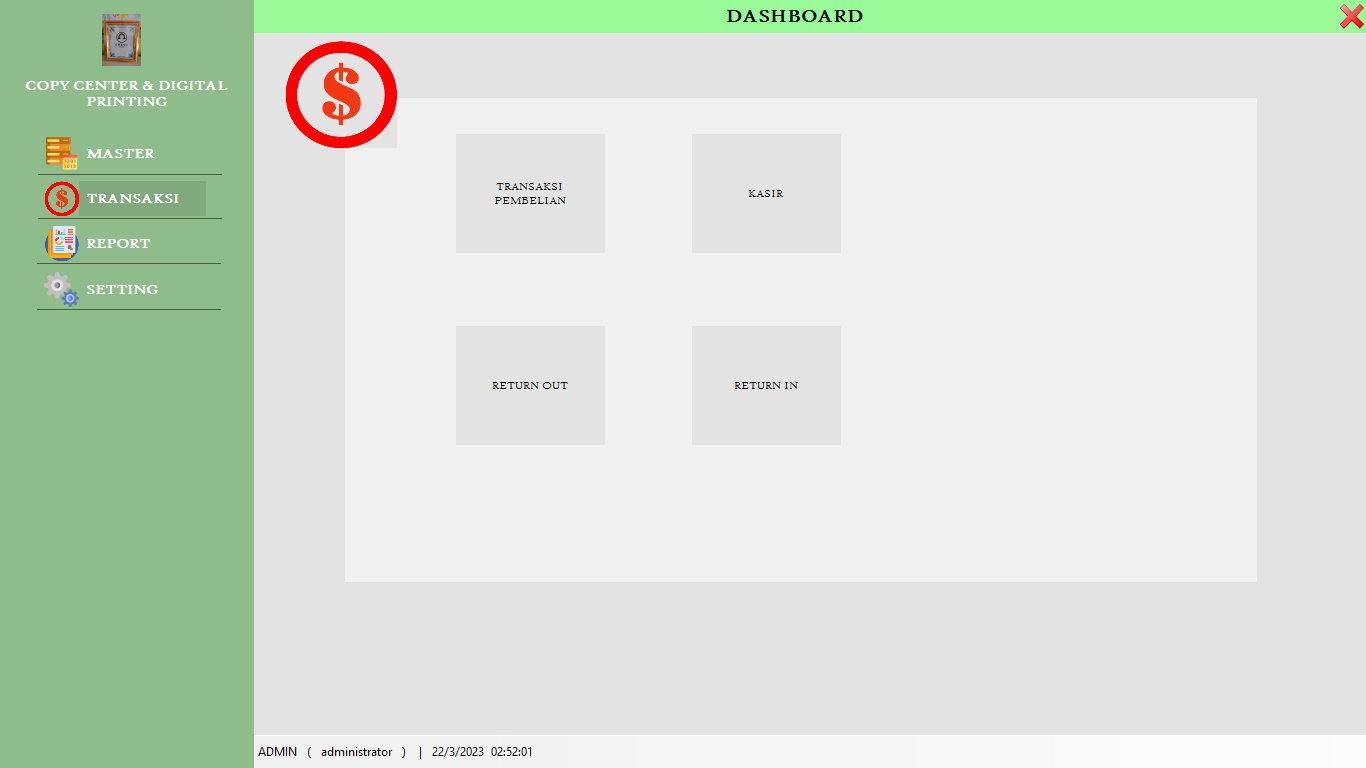 DASHBOARD
COPY CENTER & DIGITAL
PRINTING
MASTER
TRANSAKSI
REPORT
SETTING
TRANSAKSI
PEMBELIAN
KASIR
RETURN OUT
RETURN IN
ADMIN ( administrator ) | 22/3/2023 02:52:01